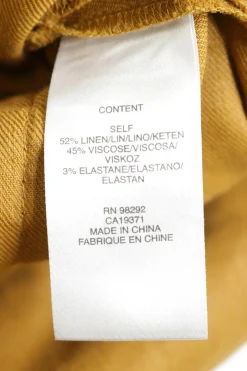 CONTENT
SELF
52% LINEN/LIN/LINO/KETEN
45% VISCOSE/VISCOSA/
VISKOZ
3% ELASTANE/ELASTANO/
ELASTAN
RN 98292
CA19371
MADE IN CHINA
FABRIQUE EN CHINE